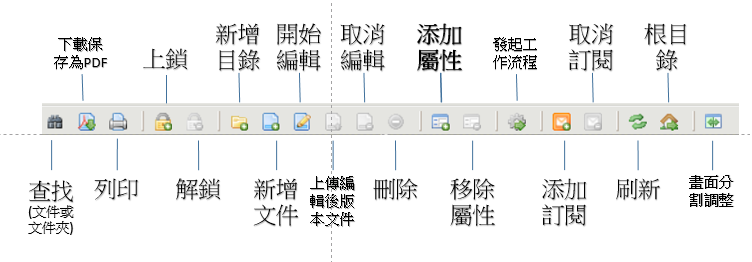 下載保
存為PDF
上鎖
新增
目錄
開始
編輯
取消
編輯
添加
屬性
發起工
作流程
取消
訂閱
根目
錄
查找
(文件或
文件夾)
列印
解鎖
新增
文件
上傳編
輯後版
本文件
刪除
移除
屬性
添加
訂閱
刷新
畫面分
割調整